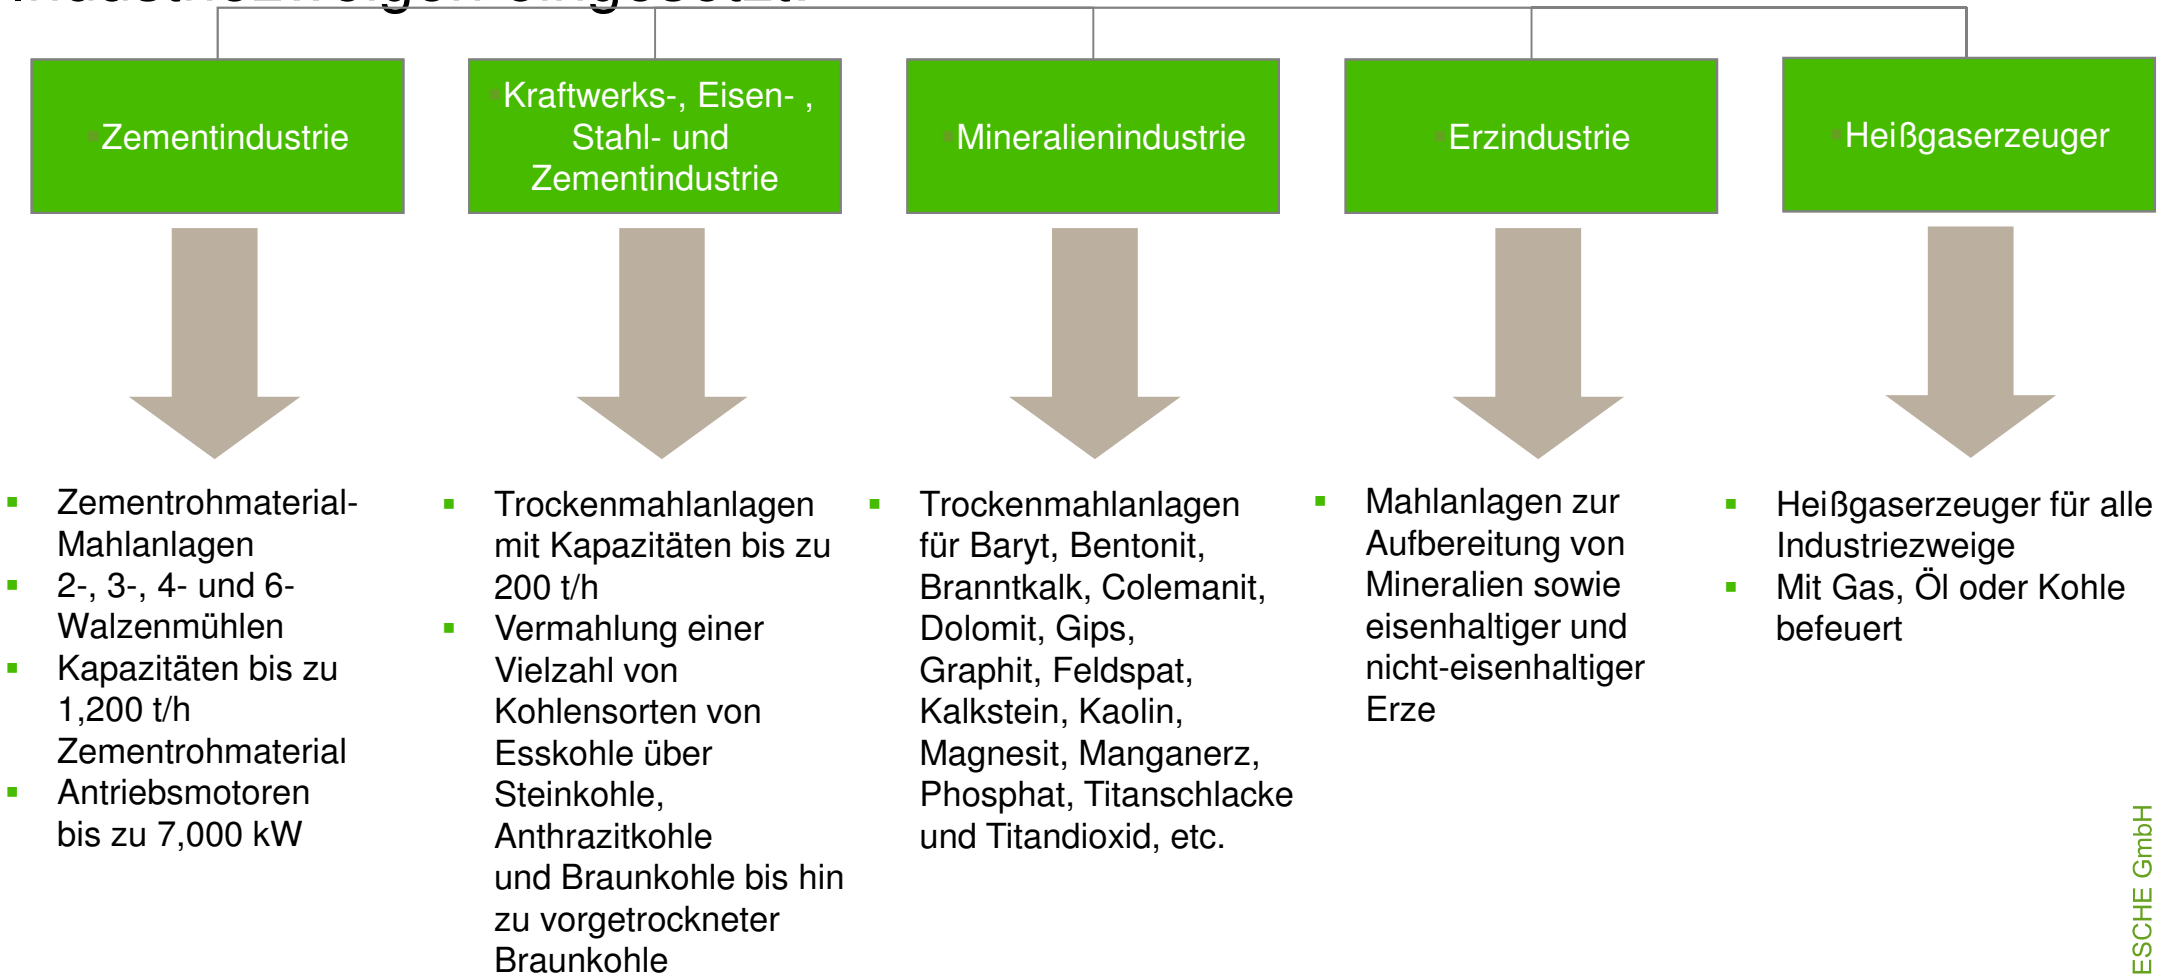 Industriezweigen eingesetzt:
Zementindustrie
Kraftwerks-, Eisen- ,
Stahl- und
Zementindustrie
Mineralienindustrie
Erzindustrie
Heißgaserzeuger
Zementrohmaterial-
Mahlanlagen
2-, 3-, 4- und 6-
Walzenmühlen
Kapazitäten bis zu
1,200 t/h
Zementrohmaterial
Antriebsmotoren
bis zu 7,000 kW
Trockenmahlanlagen
mit Kapazitäten bis zu
200 t/h
Vermahlung einer
Vielzahl von
Kohlensorten von
Esskohle über
Steinkohle,
Anthrazitkohle
und Braunkohle bis hin
zu vorgetrockneter
Braunkohle
Trockenmahlanlagen
für Baryt, Bentonit,
Branntkalk, Colemanit,
Dolomit, Gips,
Graphit, Feldspat,
Kalkstein, Kaolin,
Magnesit, Manganerz,
Phosphat, Titanschlacke
und Titandioxid, etc.
Mahlanlagen zur
Aufbereitung von
Mineralien sowie
eisenhaltiger und
nicht-eisenhaltiger
Erze
Heißgaserzeuger für alle
Industriezweige
Mit Gas, Öl oder Kohle
befeuert
ESCHE GmbH